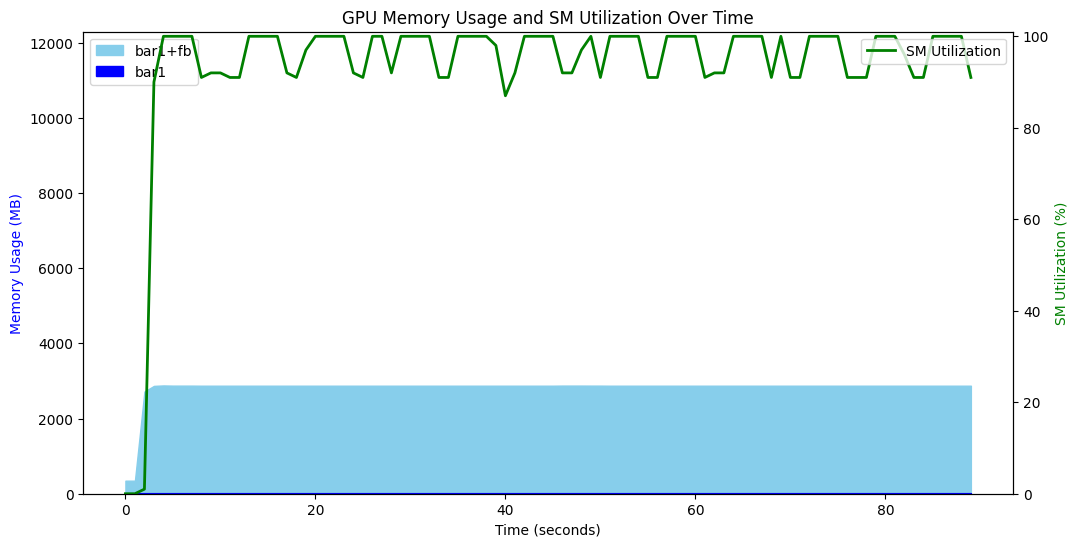 GPU Memory Usage and SM Utilization Over Time
bar1+fb
bar1
SM Utilization
12000
10000
8000
6000
4000
2000
0
Memory Usage (MB)
100
80
60
40
20
0
SM Utilization (%)
0 20 40 60 80
Time (seconds)